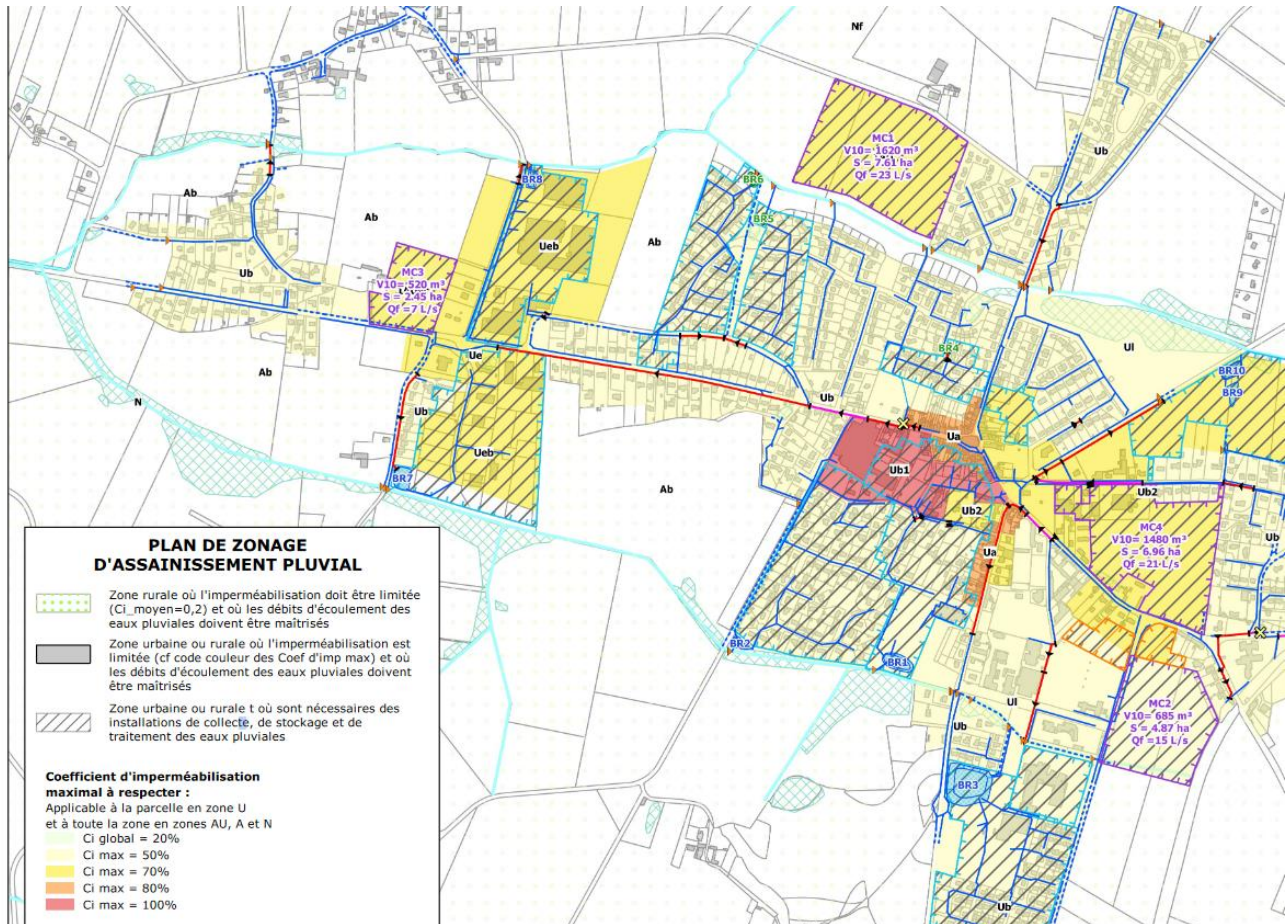 Nf
MC1
V10= 1620 m³
S = 7.61 ha
Qf =23 L/s
Ub
Ab
Ab
BR8
BR6
BR5
Ueb
Ab
Ub
MC3
V10= 520 m³
S = 2.45 ha
Qf =7 L/s
BR4
Ul
BR10
BR9
Ab
Ue
N
Ub
Ub
Ua
Ub1
Ueb
BR7
Ab
Ub2
Ub2
MC4
V10= 1480 m³
S = 6.96 ha
Qf =21 L/s
Ub
Ua
BR2
BR1
MC2
V10= 685 m³
S = 4.87 ha
Qf =15 L/s
Ul
Ub
BR3
Ub
PLAN DE ZONAGE
D'ASSAINISSEMENT PLUVIAL
Zone rurale où l'imperméabilisation doit être limitée
(Ci_moyen=0,2) et où les débits d'écoulement des
eaux pluviales doivent être maîtrisés
Zone urbaine ou rurale où l'imperméabilisation est
limitée (cf code couleur des Coef d'imp max) et où
les débits d'écoulement des eaux pluviales doivent
être maîtrisés
Zone urbaine ou rurale t où sont nécessaires des
installations de collecte, de stockage et de
traitement des eaux pluviales
Coefficient d'imperméabilisation
maximal à respecter :
Applicable à la parcelle en zone U
et à toute la zone en zones AU, A et N
Ci global = 20%
Ci max = 50%
Ci max = 70%
Ci max = 80%
Ci max = 100%